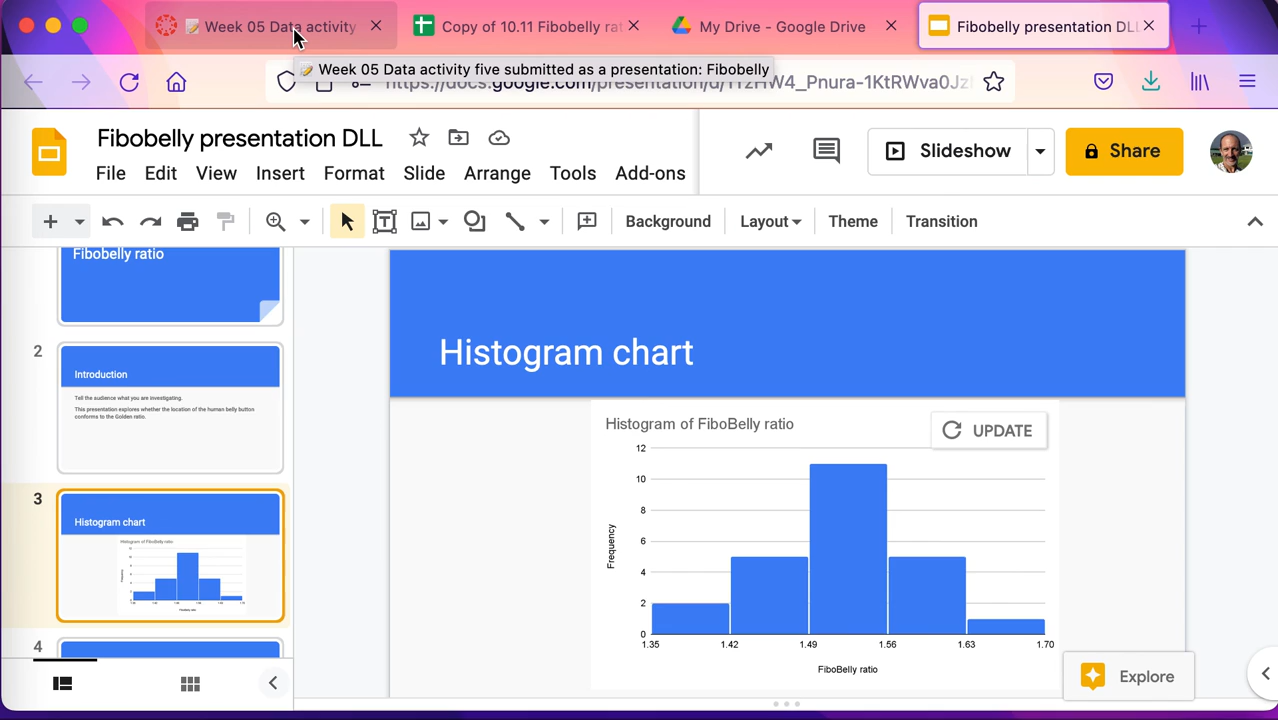 📝 Week 05 Data activity
Copy of 10.11 Fibobelly rat
My Drive - Google Drive
Fibobelly presentation DLL
📝 Week 05 Data activity five submitted as a presentation: Fibobelly
Fibobelly presentation DLL
File Edit View Insert Format Slide Arrange Tools Add-ons
Slideshow
Share
Background Layout Theme Transition
Fibobelly ratio
2
Introduction
Tell the audience what you are investigating.
This presentation explores whether the location of the human belly button
conforms to the Golden ratio.
3
Histogram chart
Histogram of FiboBelly ratio
4
Histogram chart
Histogram of FiboBelly ratio
UPDATE
12
10
8
6
4
2
0
Frequency
1.35 1.42 1.49 1.56 1.63 1.70
FiboBelly ratio
Explore